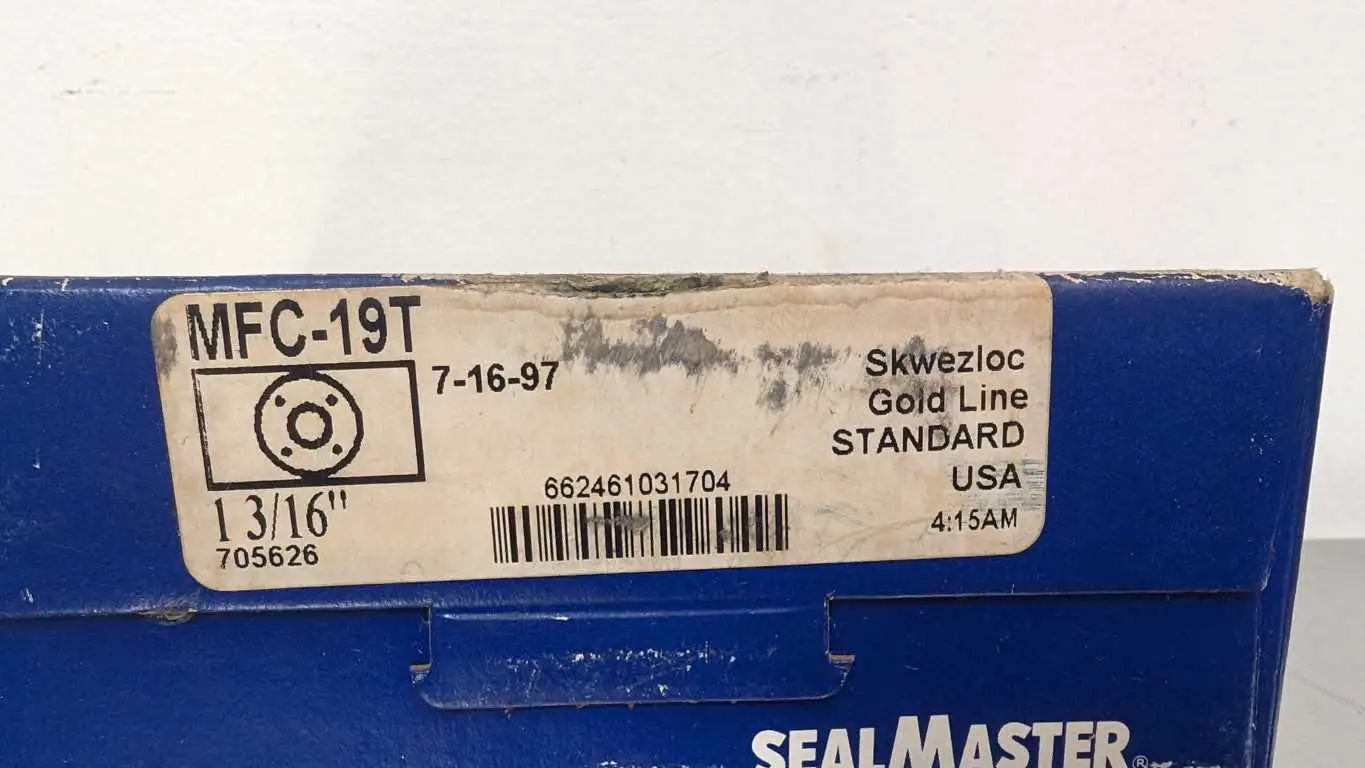 MFC-19T
7-16-97
1 3/16"
705626
662461031704
Skwezloc
Gold Line
STANDARD
USA
4:15AM
SEALMASTER®